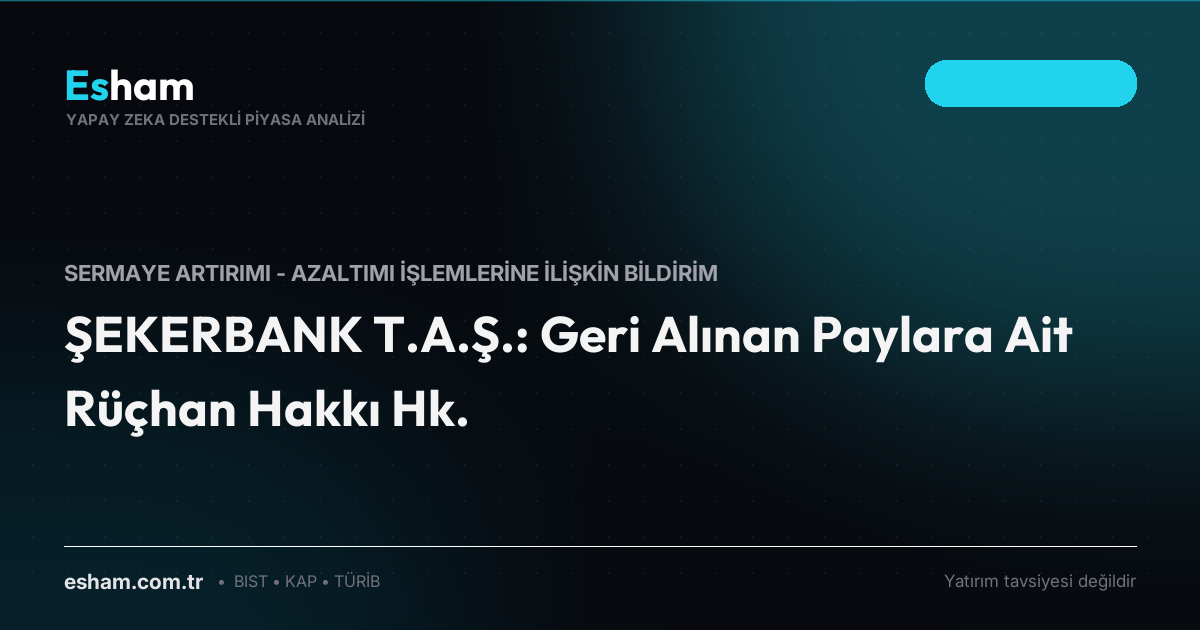 Esham
YAPAY ZEKA DESTEKLİ PİYASA ANALİZİ
SERMAYE ARTIRIMI - AZALTIMI İŞLEMLERİNE İLİŞKİN BİLDİRİM
ŞEKERBANK T.A.Ş.: Geri Alınan Paylara Ait
Rüçhan Hakkı Hk.
esham.com.tr • BIST • KAP • TÜRİB
Yatırım tavsiyesi değildir